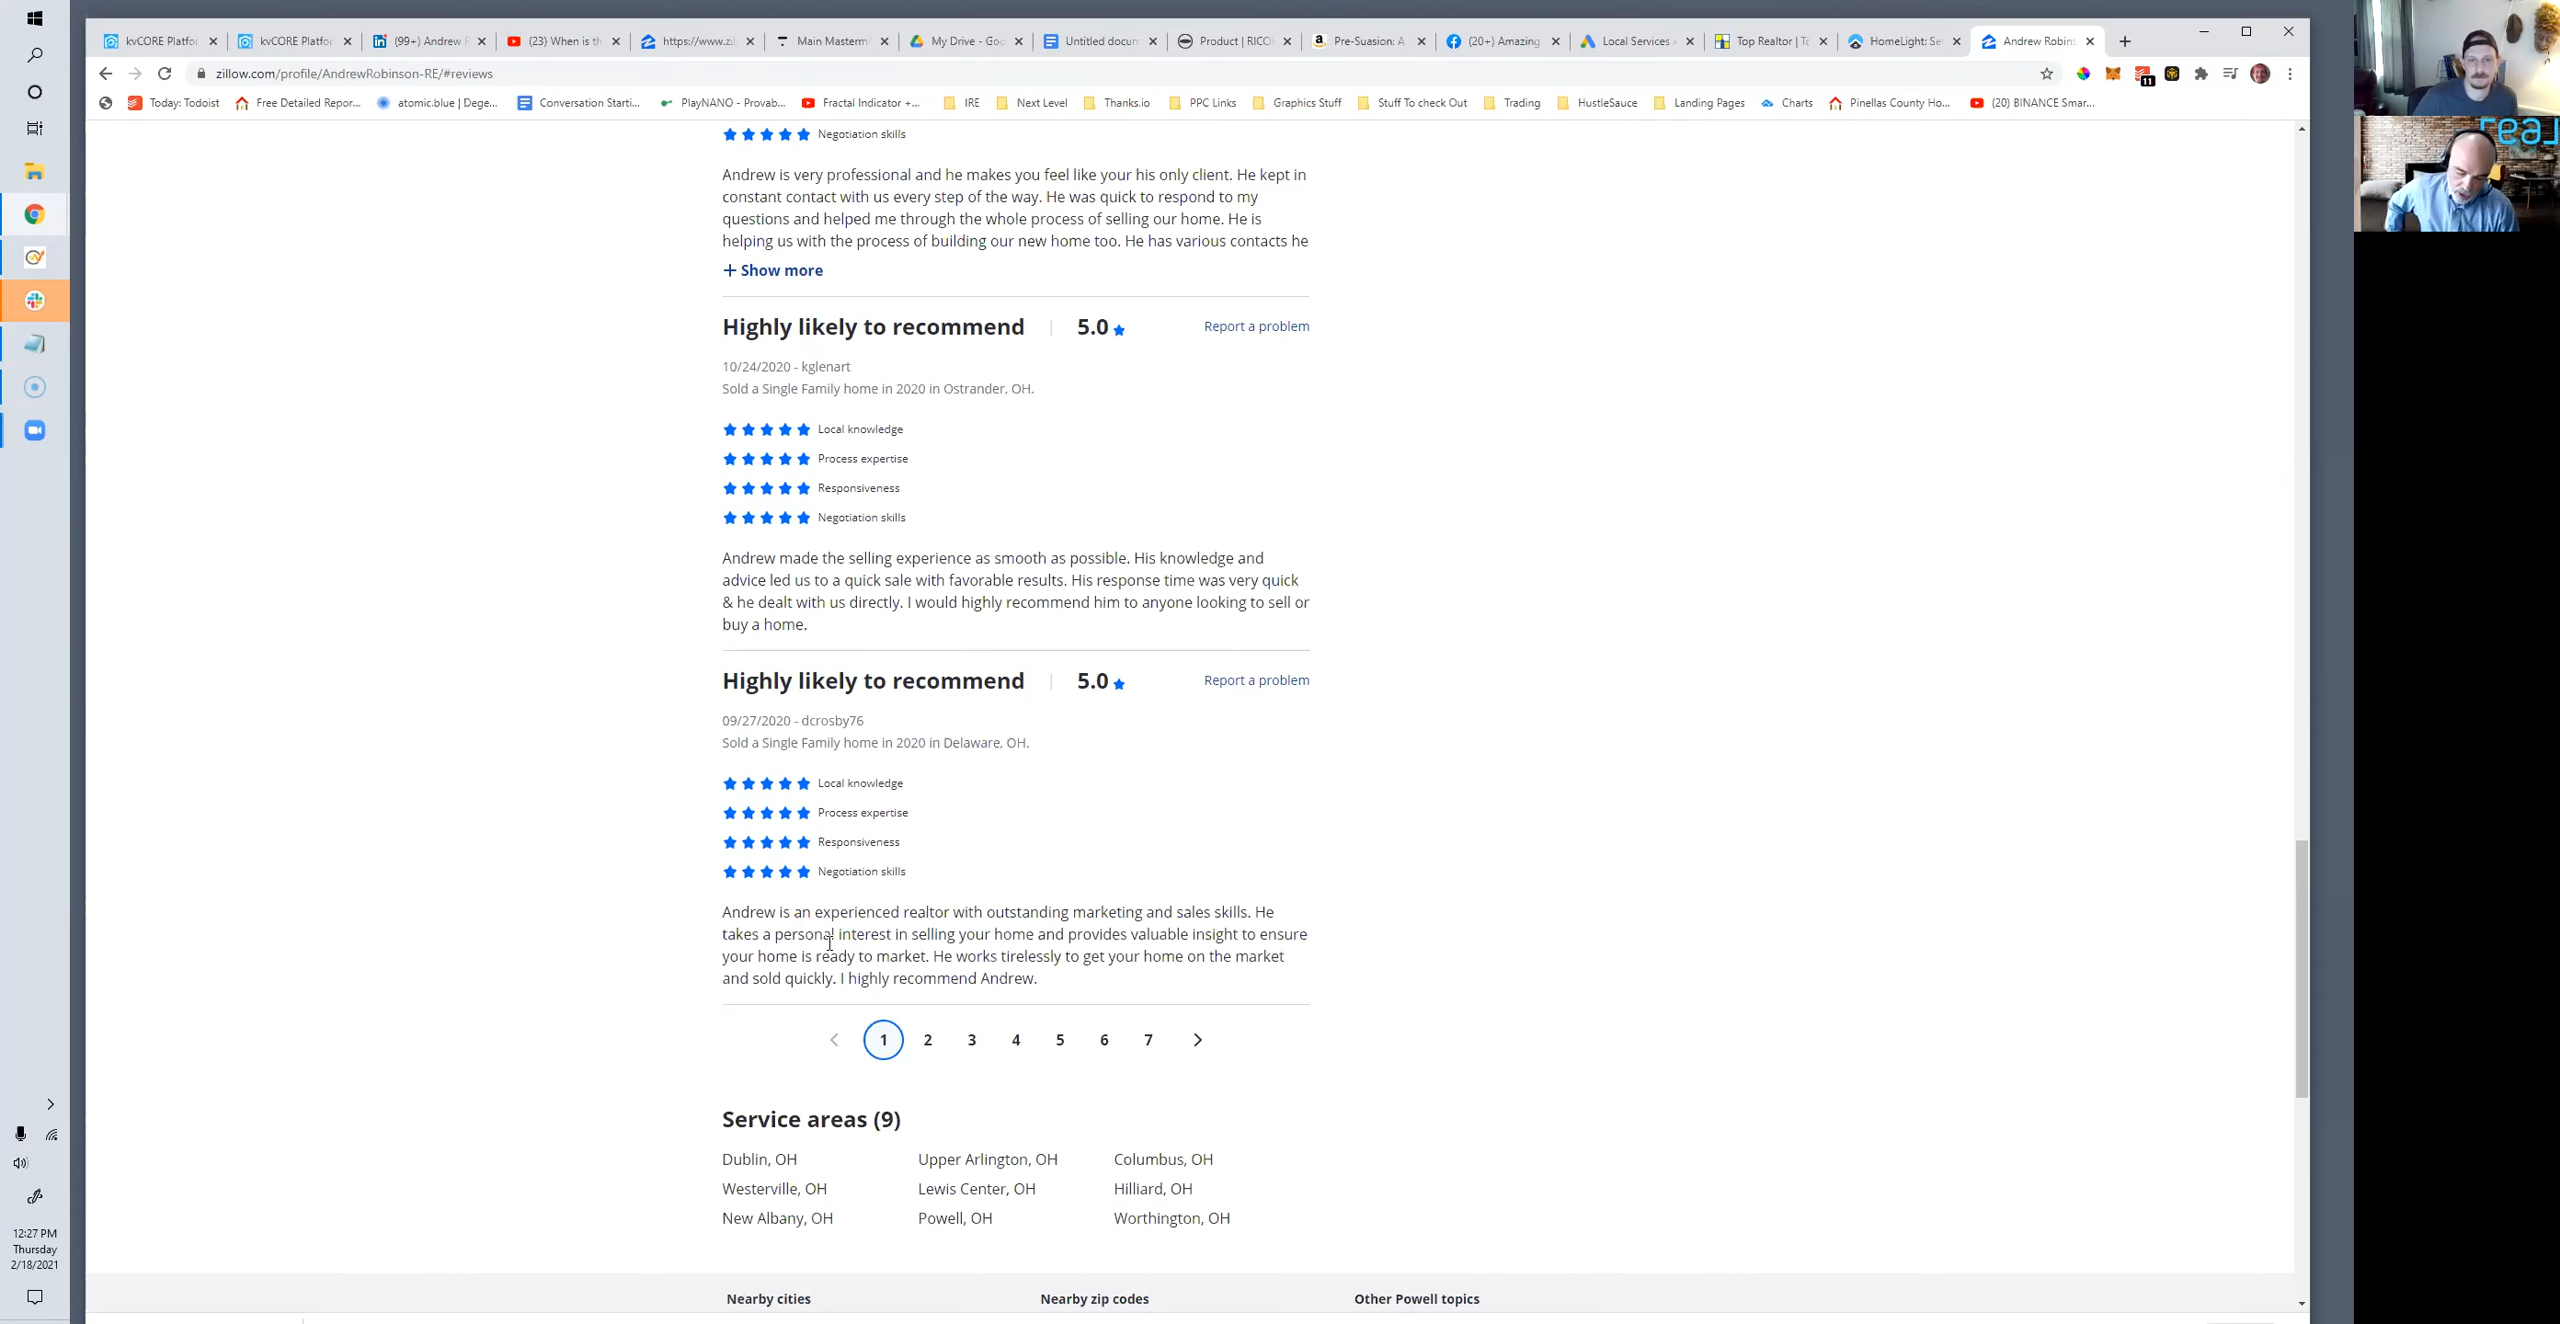 kvCORE Platfo
kvCORE Platfo
(99+) Andrew F
(23) When is th
https://www.zil
Main Masterm
My Drive - Goo
Untitled docum
Product | RICO
Pre-Suasion: A
(20+) Amazing
Local Services
Top Realtor | To
HomeLight: Se
Andrew Robins
zillow.com/profile/AndrewRobinson-RE/#reviews
11
Today: Todoist
Free Detailed Repor...
atomic.blue | Dege...
Conversation Starti...
PlayNANO - Provab...
Fractal Indicator +...
IRE
Next Level
Thanks.io
PPC Links
Graphics Stuff
Stuff To check Out
Trading
HustleSauce
Landing Pages
Charts
Pinellas County Ho...
(20) BINANCE Smar...
Negotiation skills
Andrew is very professional and he makes you feel like your his only client. He kept in
constant contact with us every step of the way. He was quick to respond to my
questions and helped me through the whole process of selling our home. He is
helping us with the process of building our new home too. He has various contacts he
+ Show more
Highly likely to recommend 5.0 Report a problem
10/24/2020 - kglenart
Sold a Single Family home in 2020 in Ostrander, OH.
Local knowledge
Process expertise
Responsiveness
Negotiation skills
Andrew made the selling experience as smooth as possible. His knowledge and
advice led us to a quick sale with favorable results. His response time was very quick
& he dealt with us directly. I would highly recommend him to anyone looking to sell or
buy a home.
Highly likely to recommend 5.0 Report a problem
09/27/2020 - dcrosby76
Sold a Single Family home in 2020 in Delaware, OH.
Local knowledge
Process expertise
Responsiveness
Negotiation skills
Andrew is an experienced realtor with outstanding marketing and sales skills. He
takes a personal interest in selling your home and provides valuable insight to ensure
your home is ready to market. He works tirelessly to get your home on the market
and sold quickly. I highly recommend Andrew.
1 2 3 4 5 6 7
Service areas (9)
Dublin, OH Upper Arlington, OH Columbus, OH
Westerville, OH Lewis Center, OH Hilliard, OH
New Albany, OH Powell, OH Worthington, OH
Nearby cities Nearby zip codes Other Powell topics
12:27 PM
Thursday
2/18/2021
real